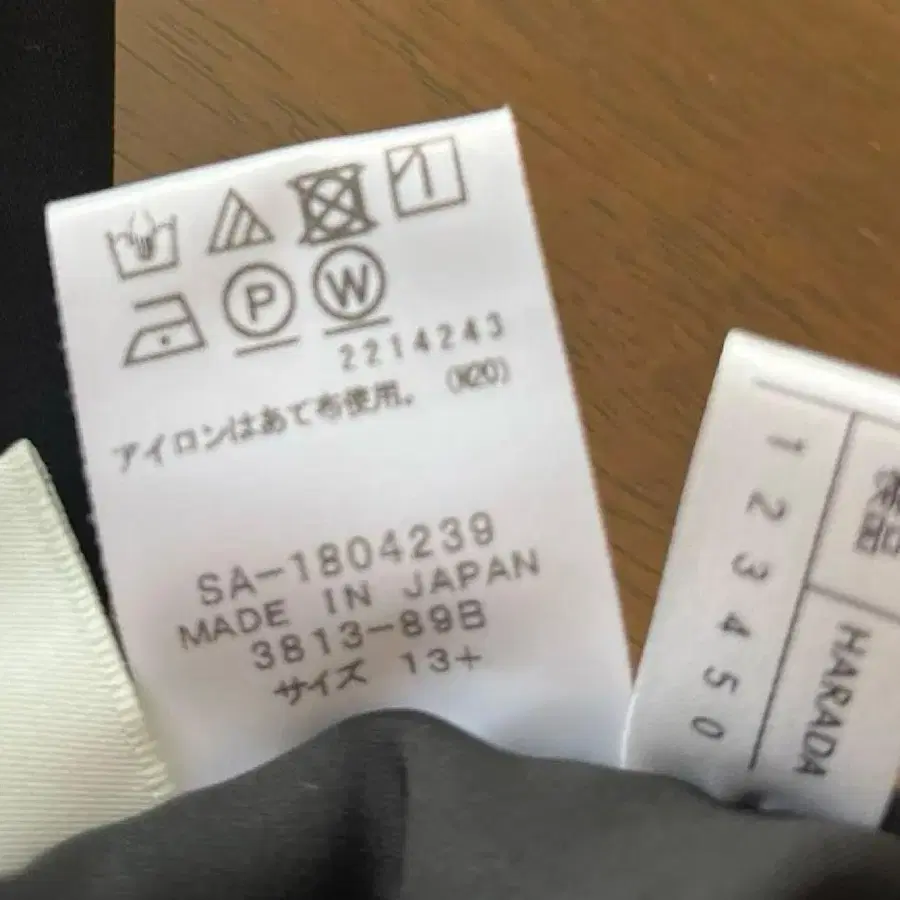 P W
2214243
アイロンはあて布使用。(W20)
SA-1804239
MADE IN JAPAN
3813-89B
サイズ 13+
1 2 3 4 5 0
HARADA